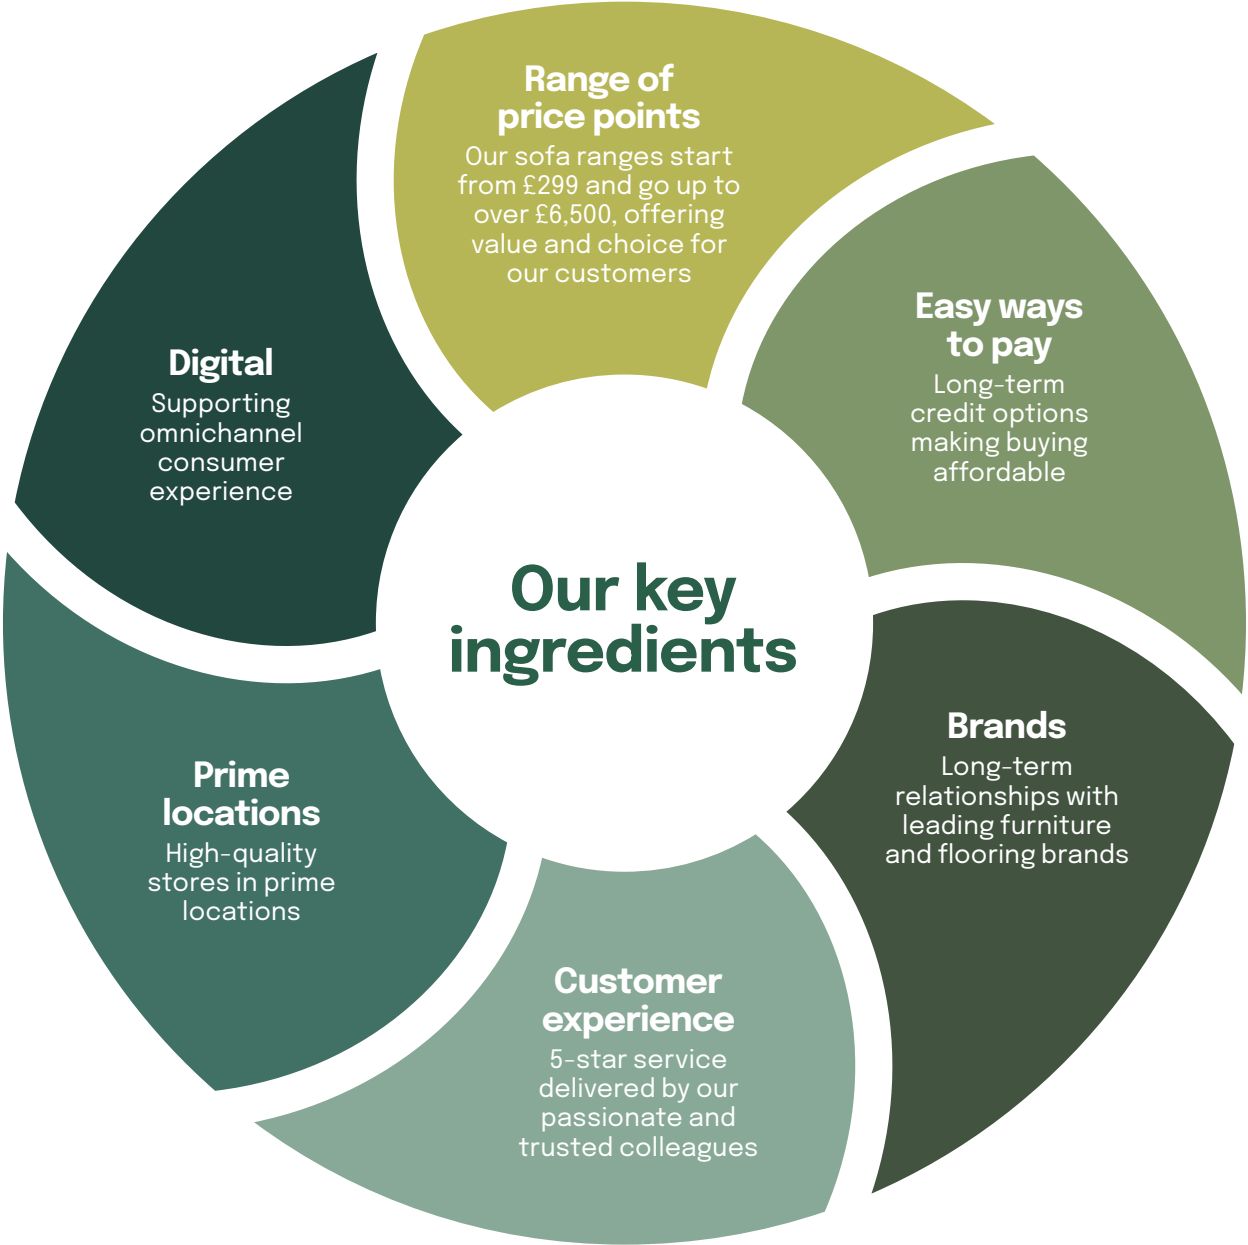 Range of
price points
Our sofa ranges start
from £299 and go up to
over £6,500, offering
value and choice for
our customers
Easy ways
to pay
Long-term
credit options
making buying
affordable
Brands
Long-term
relationships with
leading furniture
and flooring brands
Customer
experience
5-star service
delivered by our
passionate and
trusted colleagues
Prime
locations
High-quality
stores in prime
locations
Digital
Supporting
omnichannel
consumer
experience
Our key
ingredients